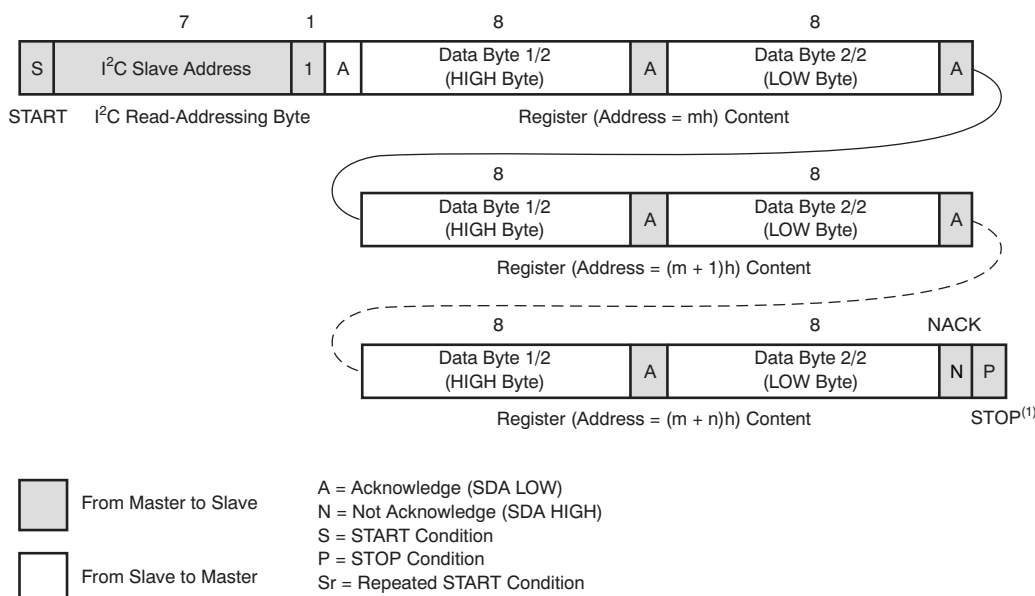 7 1 8 8
S I²C Slave Address 1 A Data Byte 1/2 (HIGH Byte) A Data Byte 2/2 (LOW Byte) A
START I²C Read-Addressing Byte Register (Address = mh) Content
8 8
Data Byte 1/2 (HIGH Byte) A Data Byte 2/2 (LOW Byte) A
Register (Address = (m + 1)h) Content
8 8 NACK
Data Byte 1/2 (HIGH Byte) A Data Byte 2/2 (LOW Byte) N P
Register (Address = (m + n)h) Content STOP⁽¹⁾
From Master to Slave
From Slave to Master
A = Acknowledge (SDA LOW)
N = Not Acknowledge (SDA HIGH)
S = START Condition
P = STOP Condition
Sr = Repeated START Condition